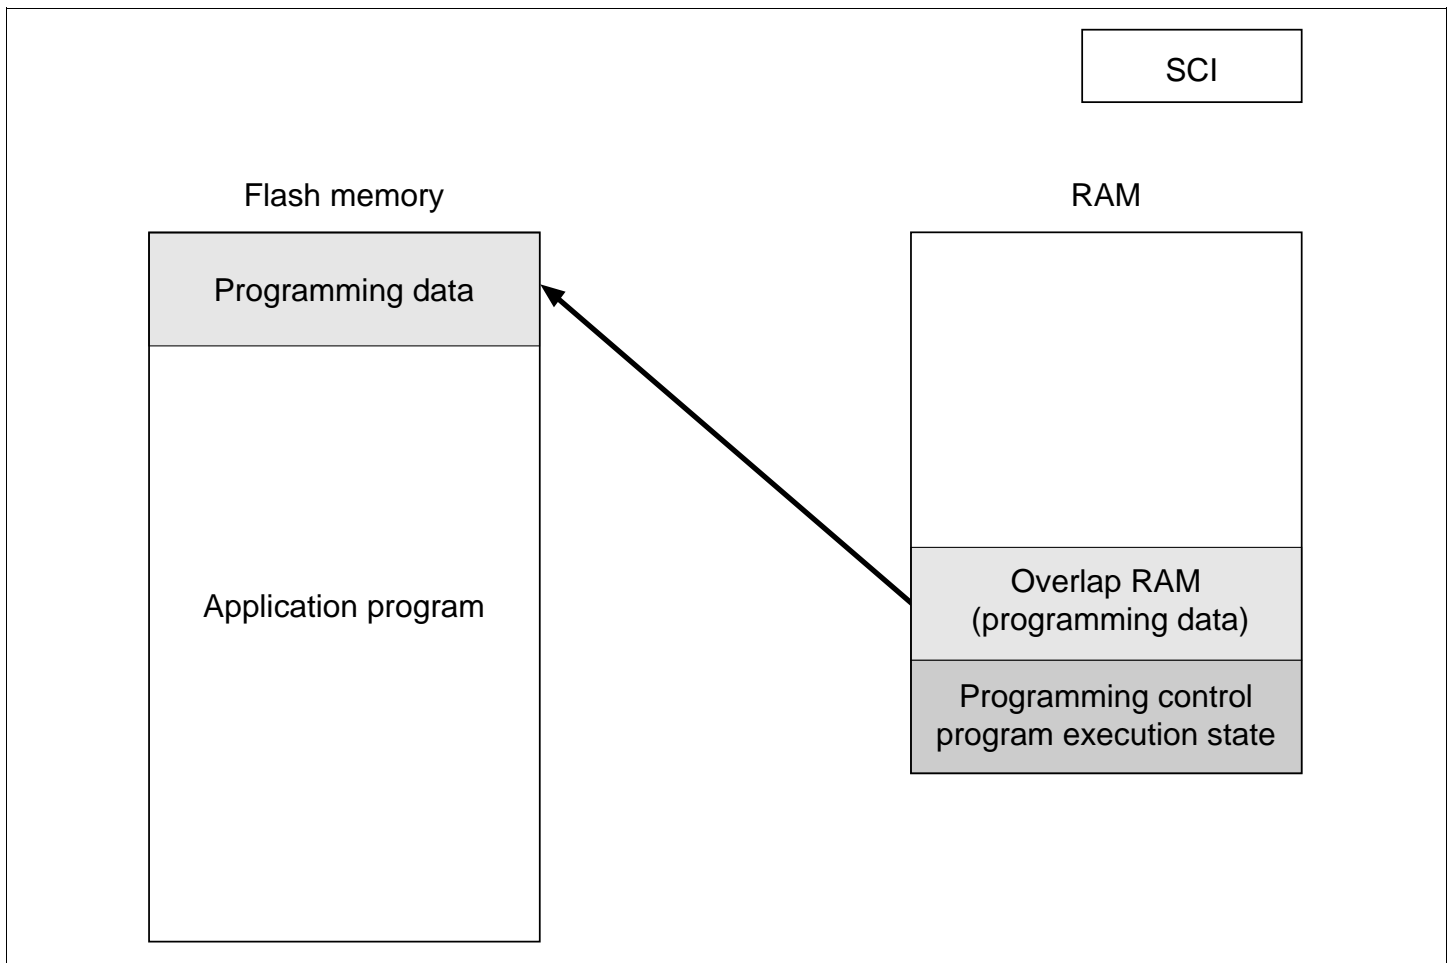 SCI
Flash memory
RAM
Programming data
Application program
Overlap RAM
(programming data)
Programming control
program execution state